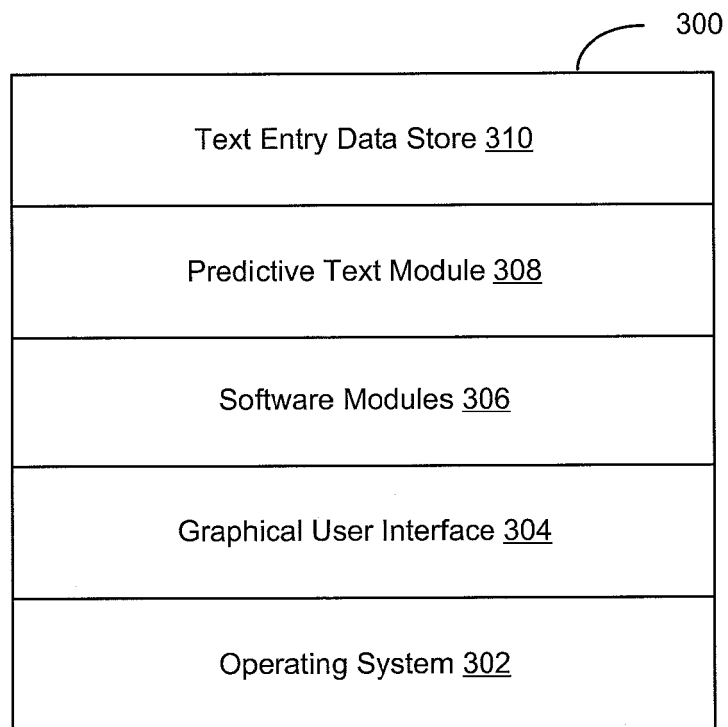 300
Text Entry Data Store 310
Predictive Text Module 308
Software Modules 306
Graphical User Interface 304
Operating System 302